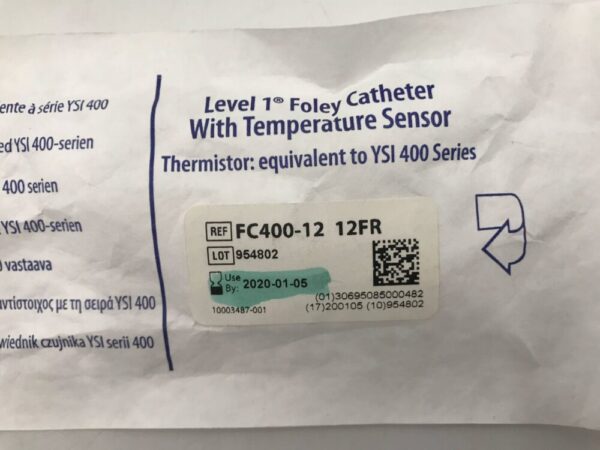 ente à série YSI 400
ed YSI 400-serien
400 serien
YSI 400-serien
vastaava
ντίστοιχος με τη σειρά YSI 400
wiednik czujnika YSI serii 400
Level 1® Foley Catheter
With Temperature Sensor
Thermistor: equivalent to YSI 400 Series
REF FC400-12 12FR
LOT 954802
Use
By: 2020-01-05
(01)30695085000482
10003487-001
(17)200105 (10)954802